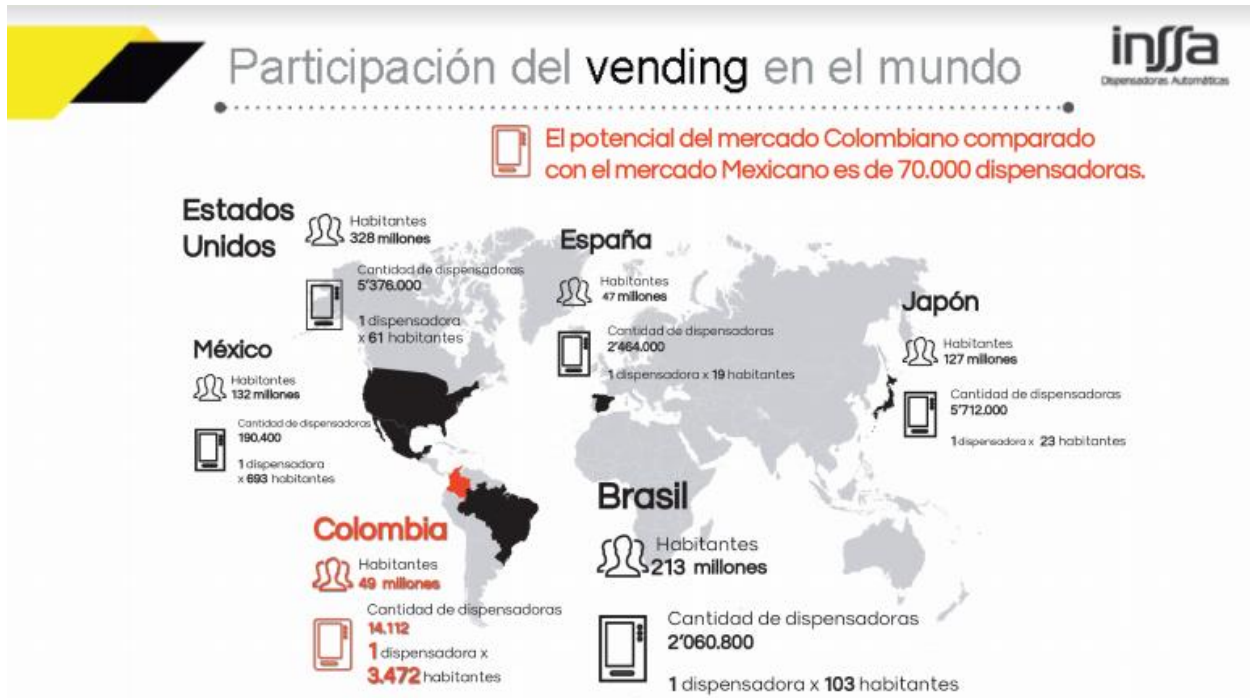 Participación del vending en el mundo
inssa
Dispensadoras Automáticas
El potencial del mercado Colombiano comparado
con el mercado Mexicano es de 70.000 dispensadoras.
Estados
Unidos
Habitantes
328 millones
Cantidad de dispensadoras
5'376.000
1 dispensadora
x 61 habitantes
España
Habitantes
47 millones
Cantidad de dispensadoras
2'464.000
1 dispensadora x 19 habitantes
Japón
Habitantes
127 millones
Cantidad de dispensadoras
5'712.000
1 dispensadora x 23 habitantes
México
Habitantes
132 millones
Cantidad de dispensadoras
190.400
1 dispensadora
x 693 habitantes
Colombia
Habitantes
49 millones
Cantidad de dispensadoras
14.112
1 dispensadora x
3.472 habitantes
Brasil
Habitantes
213 millones
Cantidad de dispensadoras
2'060.800
1 dispensadora x 103 habitantes